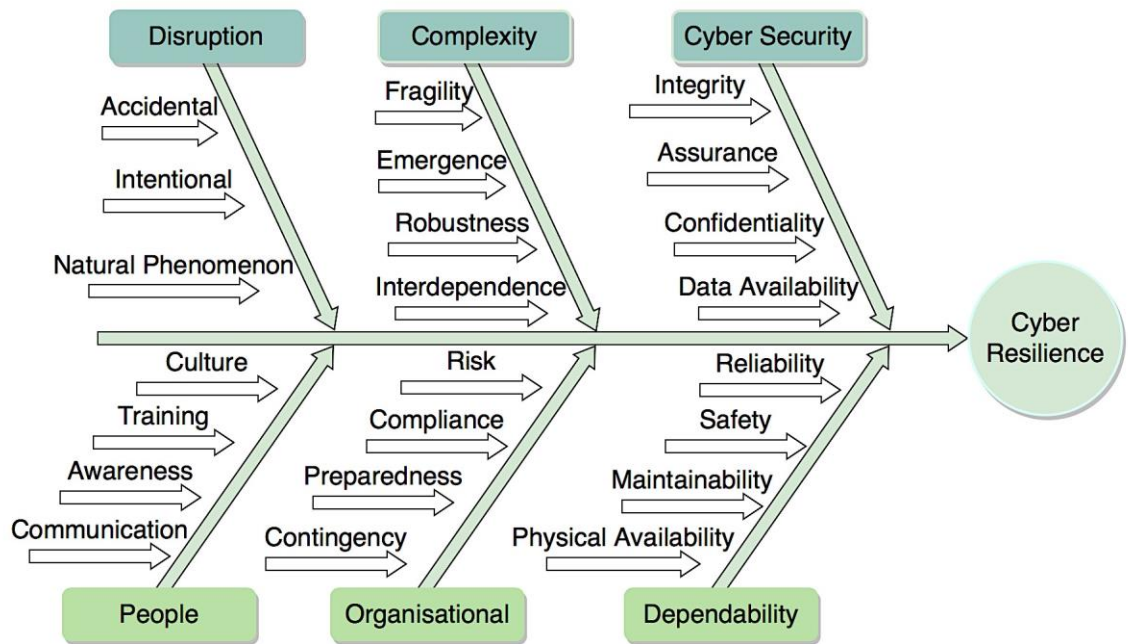 Disruption
Complexity
Cyber Security
Accidental
Intentional
Natural Phenomenon
Fragility
Emergence
Robustness
Interdependence
Integrity
Assurance
Confidentiality
Data Availability
Cyber
Resilience
Culture
Training
Awareness
Communication
Risk
Compliance
Preparedness
Contingency
Reliability
Safety
Maintainability
Physical Availability
People
Organisational
Dependability